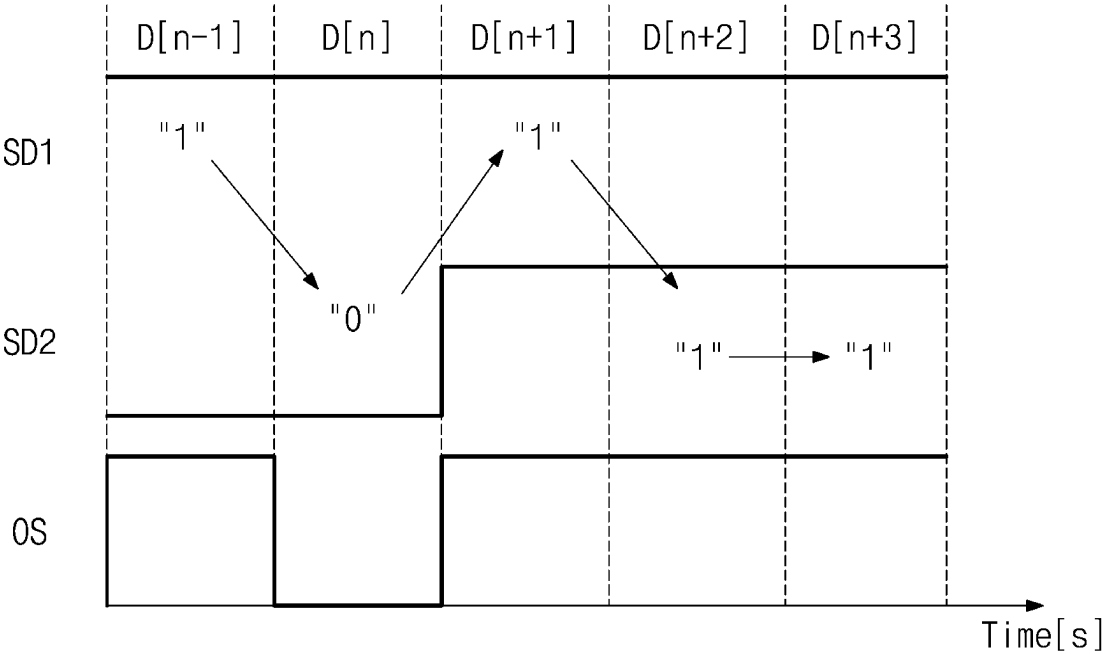 D[n-1] D[n] D[n+1] D[n+2] D[n+3]
SD1 "1" "1"
"0"
SD2 "1" "1"
OS
Time[s]